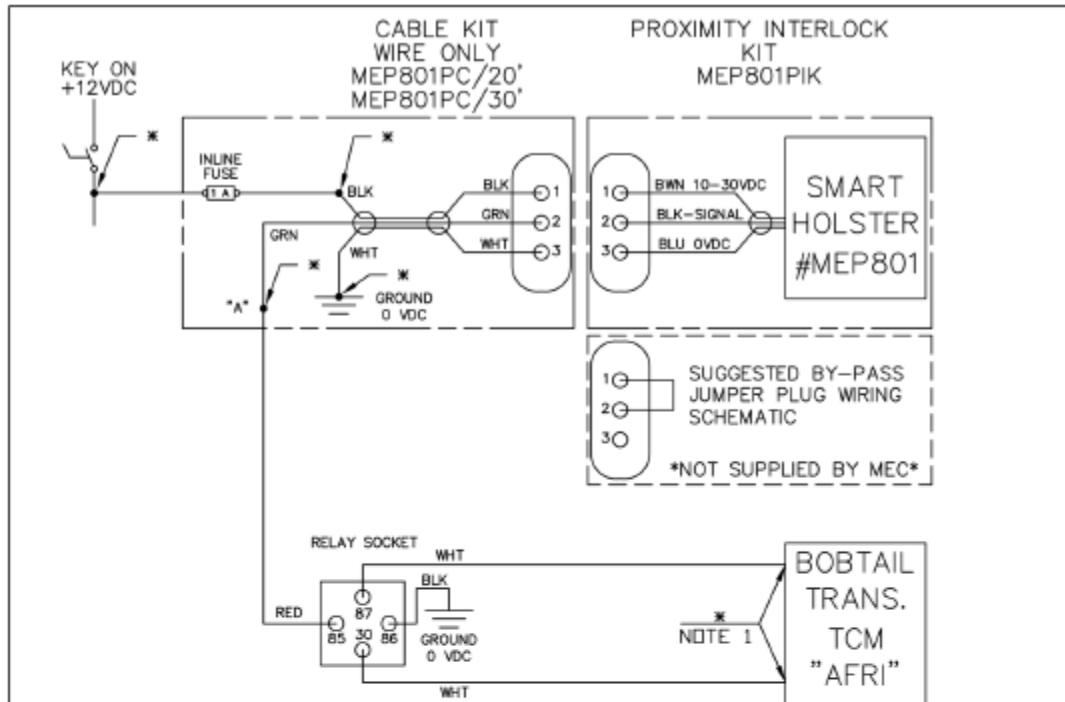 CABLE KIT
WIRE ONLY
MEP801PC/20'
MEP801PC/30'
PROXIMITY INTERLOCK
KIT
MEP801PIK
KEY ON
+12VDC
*
*
INLINE
FUSE
1 A
BLK
BLK
1
GRN
2
WHT
3
GRN
WHT
*
*
"A"
GROUND
0 VDC
1
BWN 10-30VDC
2
BLK-SIGNAL
3
BLU 0VDC
SMART
HOLSTER
#MEP801
1
2
3
SUGGESTED BY-PASS
JUMPER PLUG WIRING
SCHEMATIC
*NOT SUPPLIED BY MEC*
RELAY SOCKET
WHT
BLK
RED
87
85
30
86
GROUND
0 VDC
WHT
*
NOTE 1
BOBTAIL
TRANS.
TCM
"AFRI"